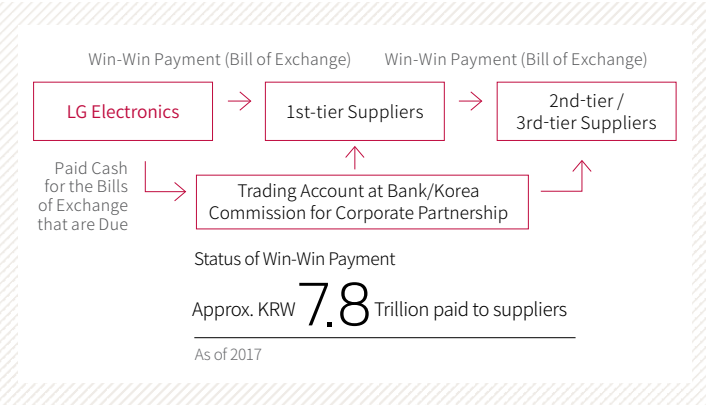 Win-Win Payment (Bill of Exchange)
Win-Win Payment (Bill of Exchange)
LG Electronics
1st-tier Suppliers
2nd-tier /
3rd-tier Suppliers
Paid Cash
for the Bills
of Exchange
that are Due
Trading Account at Bank/Korea
Commission for Corporate Partnership
Status of Win-Win Payment
Approx. KRW 7.8 Trillion paid to suppliers
As of 2017